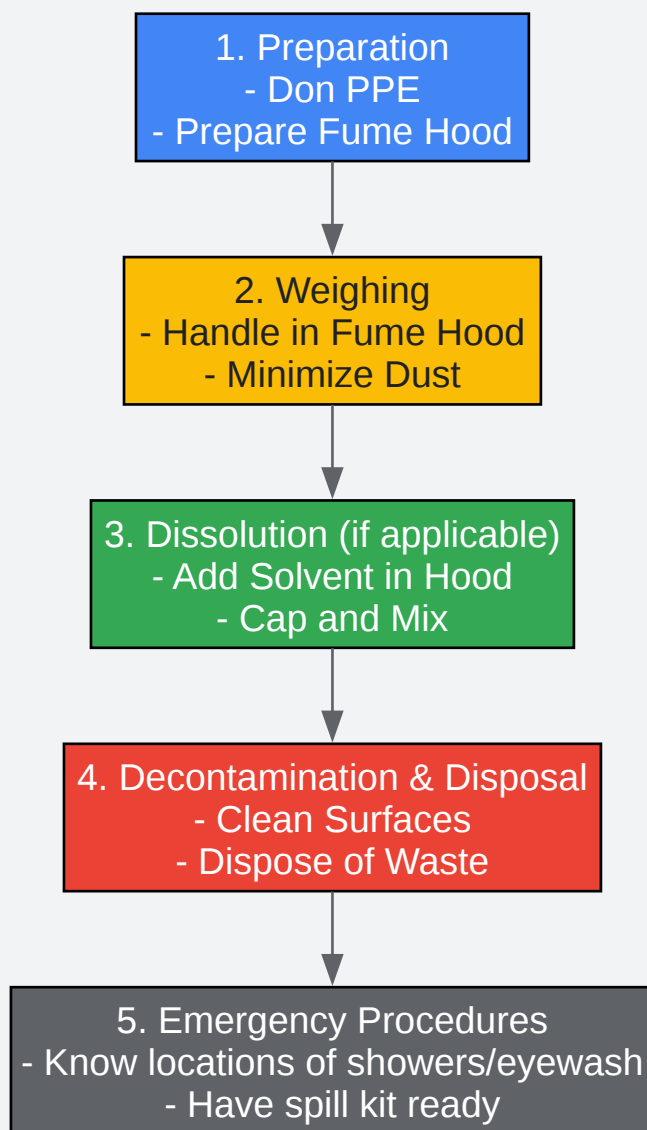 1. Preparation
- Don PPE
- Prepare Fume Hood
2. Weighing
- Handle in Fume Hood
- Minimize Dust
3. Dissolution (if applicable)
- Add Solvent in Hood
- Cap and Mix
4. Decontamination & Disposal
- Clean Surfaces
- Dispose of Waste
5. Emergency Procedures
- Know locations of showers/eyewash
- Have spill kit ready